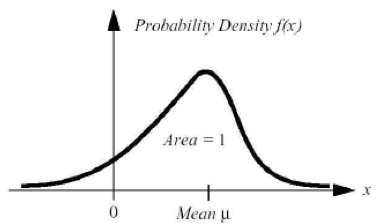 Probability Density f(x)
Area = 1
x
0
Mean μ